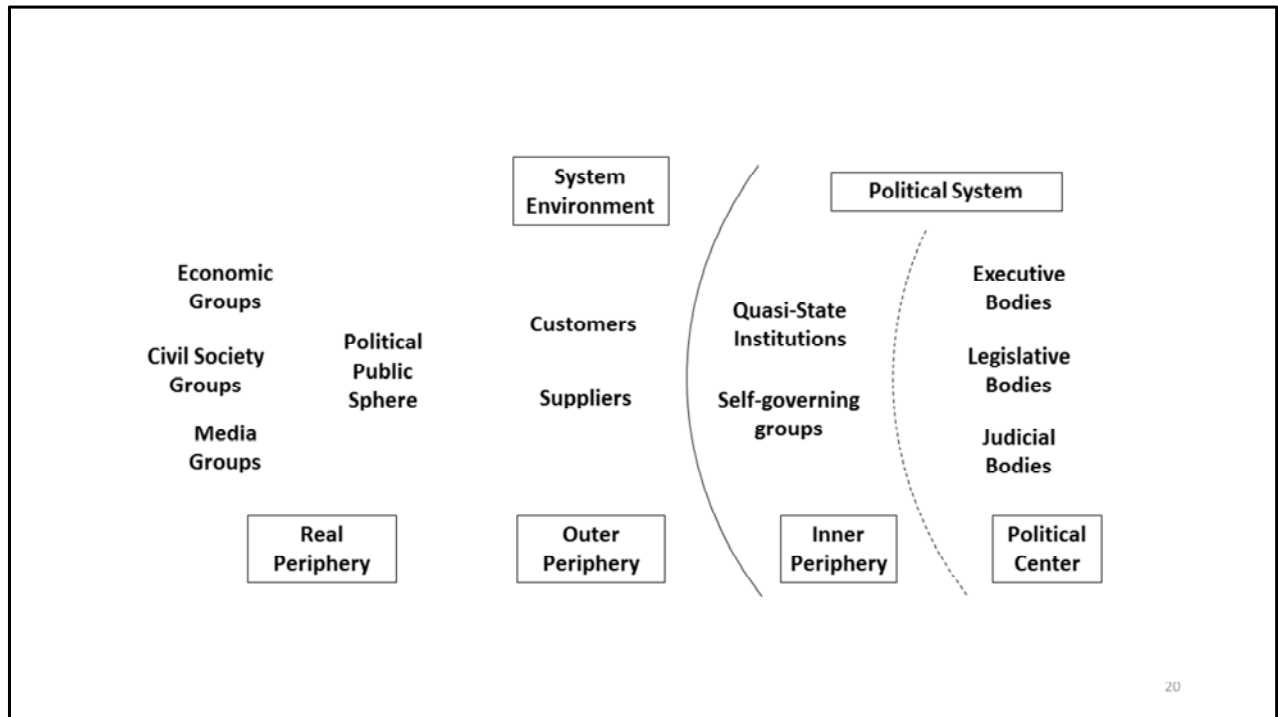 System
Environment
Political System
Economic
Groups
Civil Society
Groups
Media
Groups
Political
Public
Sphere
Customers
Suppliers
Quasi-State
Institutions
Self-governing
groups
Executive
Bodies
Legislative
Bodies
Judicial
Bodies
Real
Periphery
Outer
Periphery
Inner
Periphery
Political
Center
20